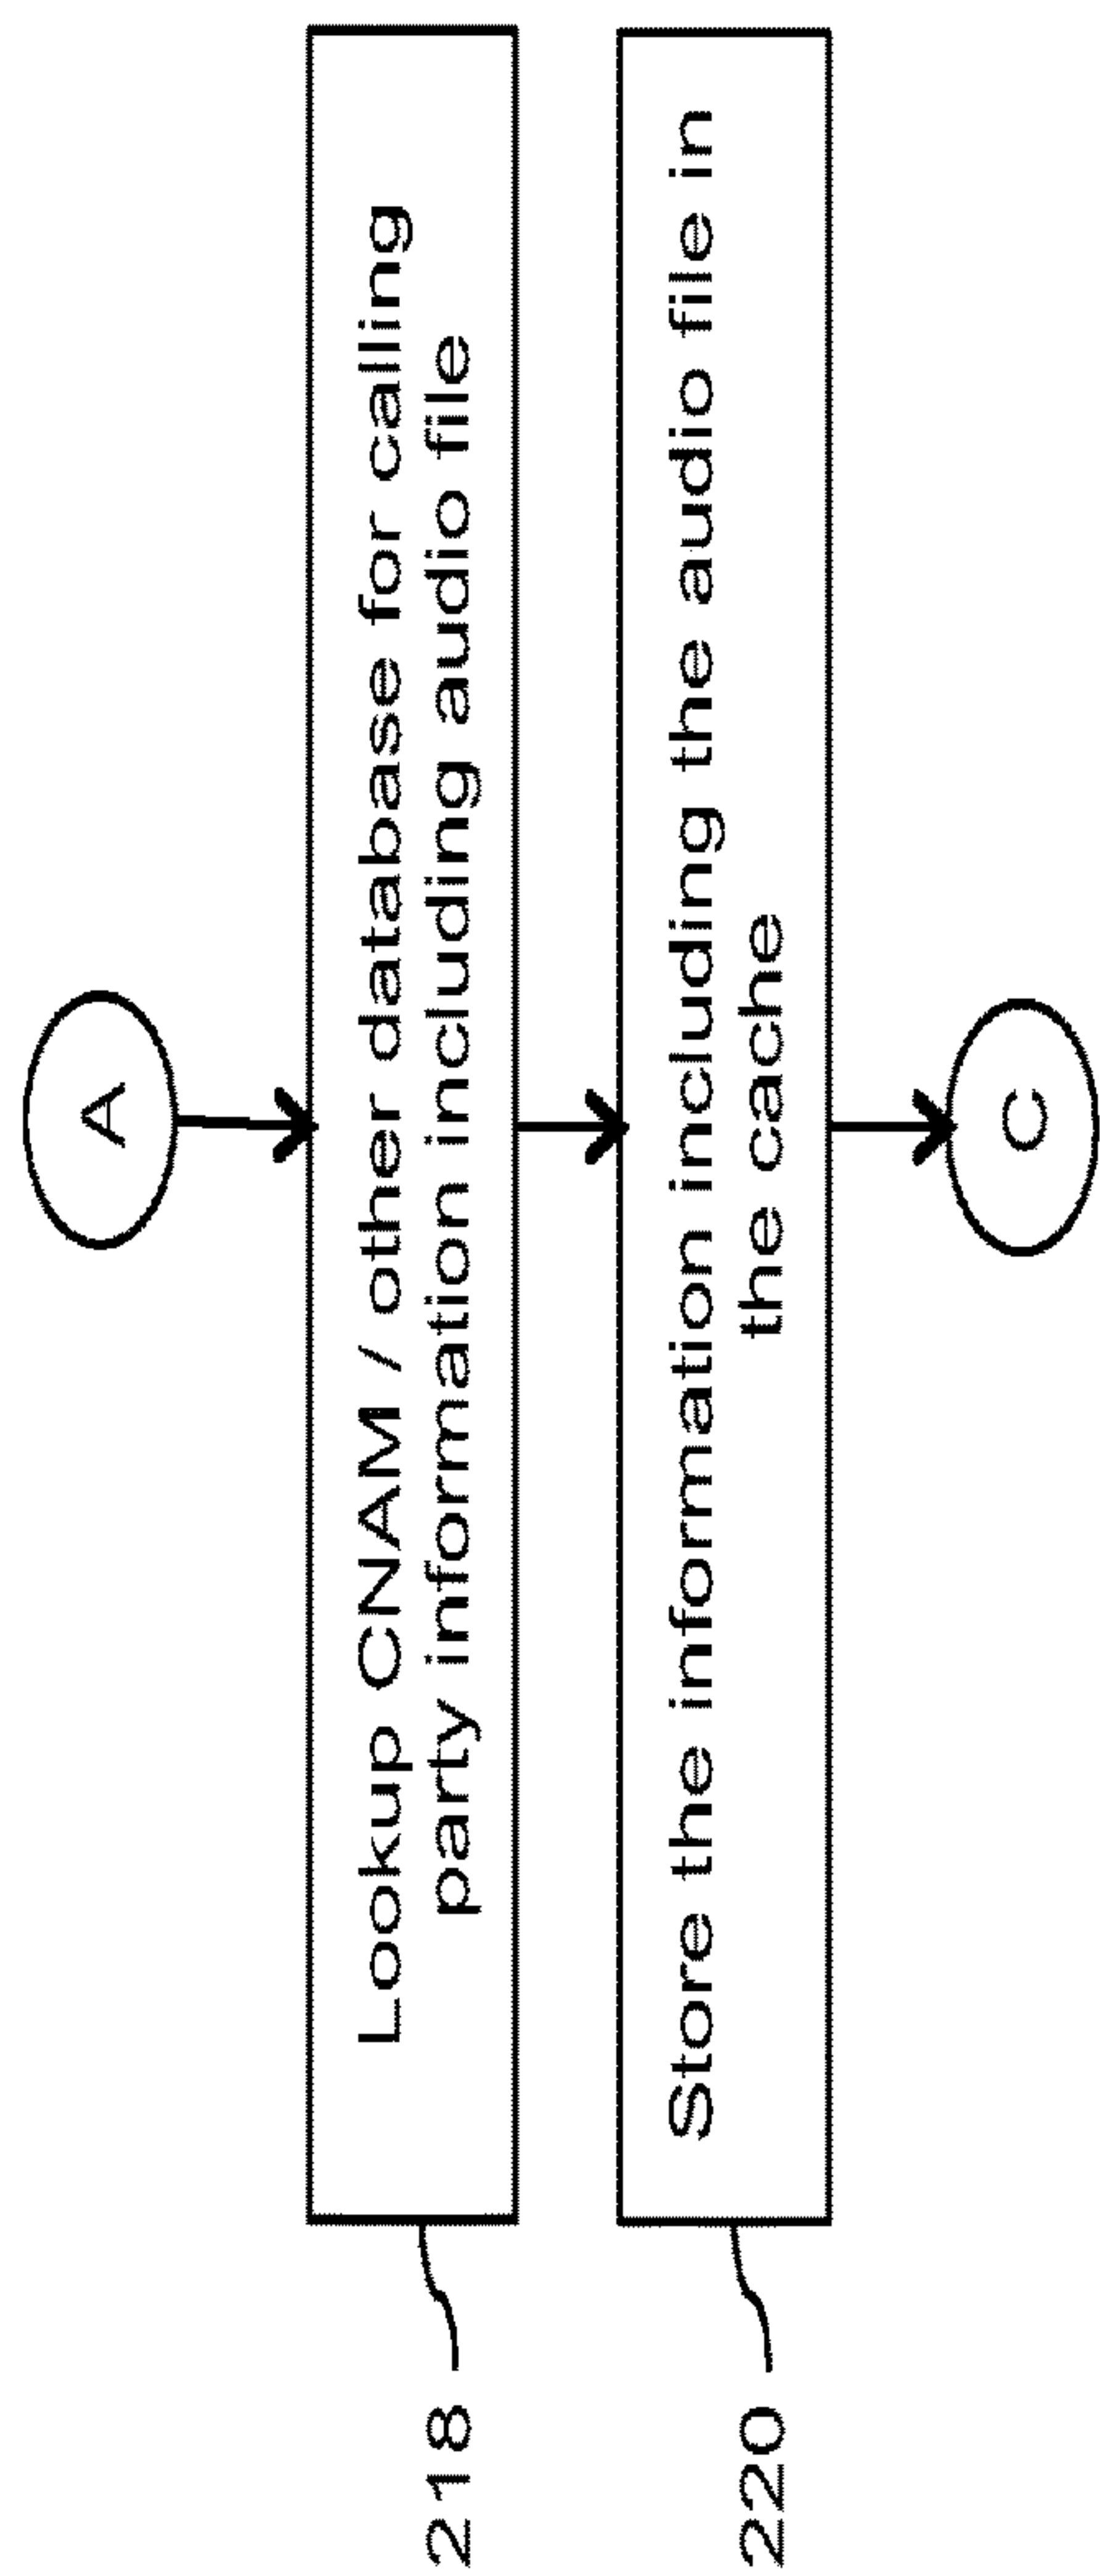 A
Lookup CNAM / other database for calling
party information including audio file
218
Store the information including the audio file in
the cache
220
C